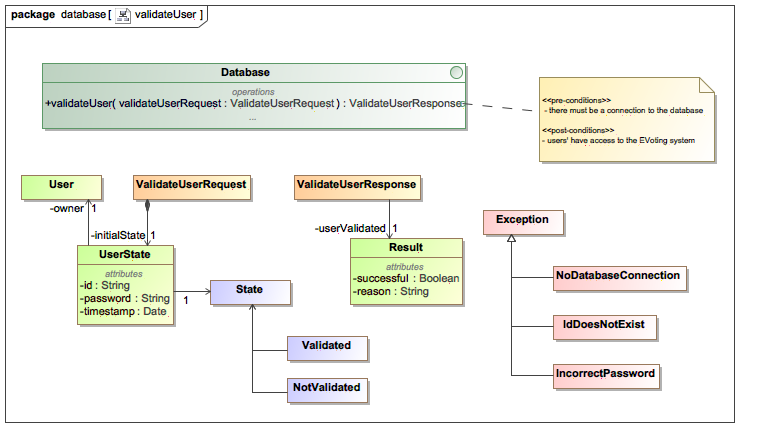 package database [ validateUser ]
Database
operations
+validateUser( validateUserRequest : ValidateUserRequest ) : ValidateUserResponse
...
<<pre-conditions>>
- there must be a connection to the database
<<post-conditions>>
- users' have access to the EVoting system
User
ValidateUserRequest
ValidateUserResponse
-owner 1
-initialState 1
-userValidated 1
Exception
UserState
attributes
-id : String
-password : String
-timestamp : Date
1
State
Result
attributes
-successful : Boolean
-reason : String
NoDatabaseConnection
IdDoesNotExist
IncorrectPassword
Validated
NotValidated